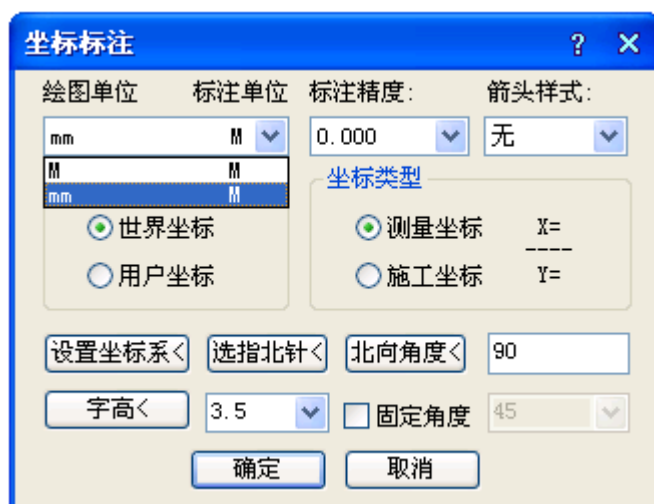 坐标标注
绘图单位 标注单位 标注精度: 箭头样式:
mm M 0.000 无
M M
mm M
坐标类型
世界坐标 测量坐标 X=
----
用户坐标 施工坐标 Y=
设置坐标系< 选指北针< 北向角度< 90
字高< 3.5 固定角度 45
确定 取消